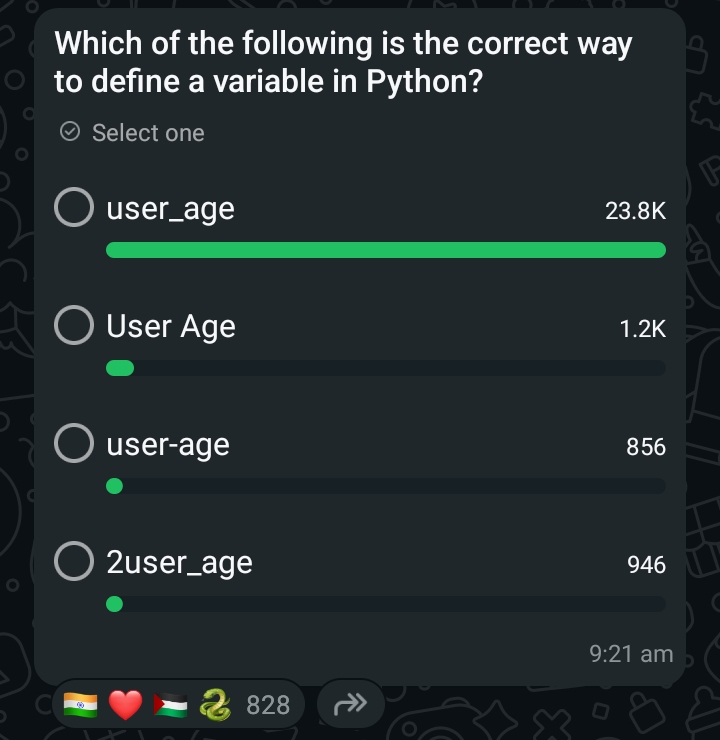 Which of the following is the correct way
to define a variable in Python?
Select one
user_age 23.8K
User Age 1.2K
user-age 856
2user_age 946
9:21 am
828